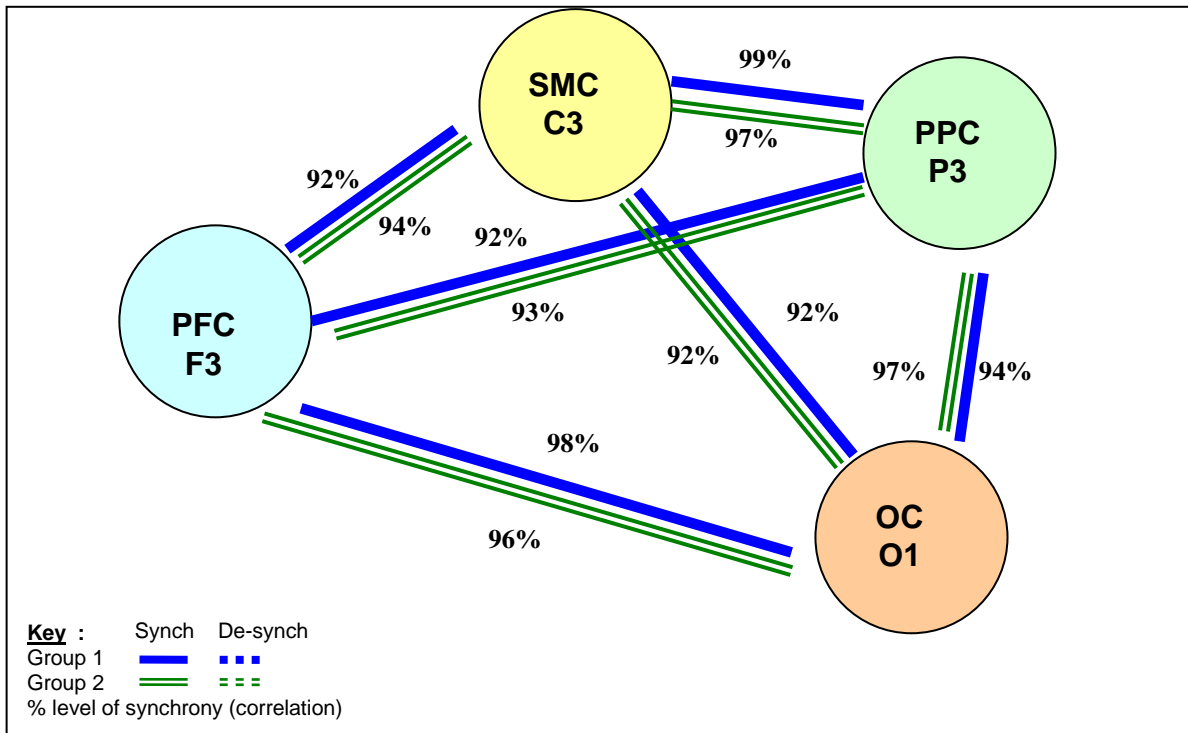 99%
SMC
C3
PPC
P3
97%
92%
94%
92%
PFC
F3
93%
92%
92%
97%
94%
98%
OC
O1
96%
Key : Synch De-synch
Group 1
Group 2
% level of synchrony (correlation)